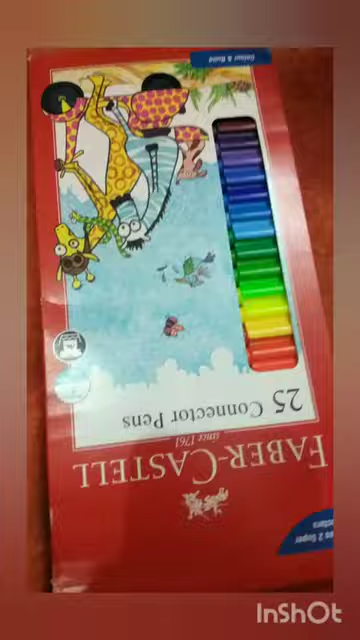 FABER-CASTELL
since 1761
25 Connector Pens
Colour & Build
InShOt